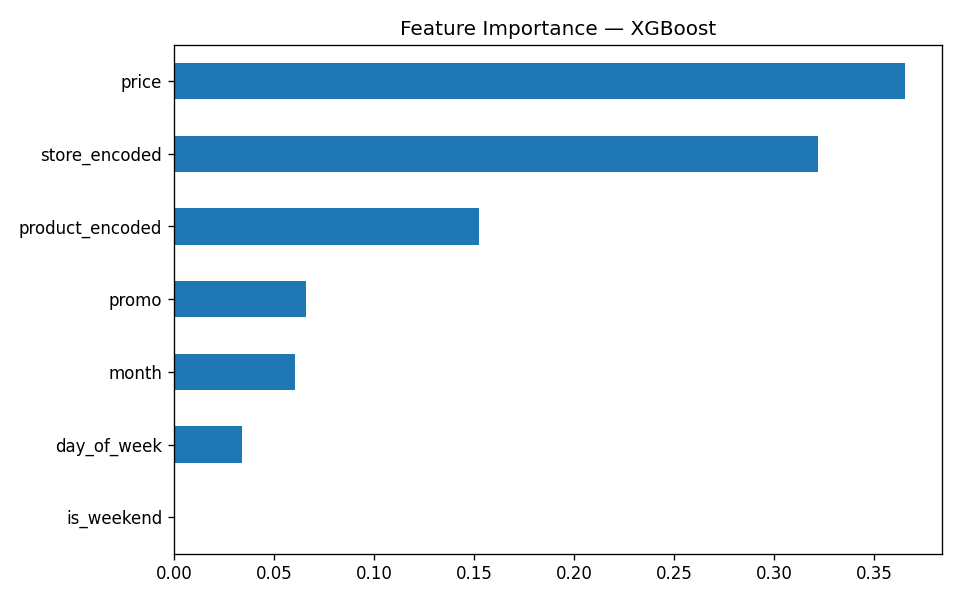 Feature Importance — XGBoost
price
store_encoded
product_encoded
promo
month
day_of_week
is_weekend
0.00 0.05 0.10 0.15 0.20 0.25 0.30 0.35